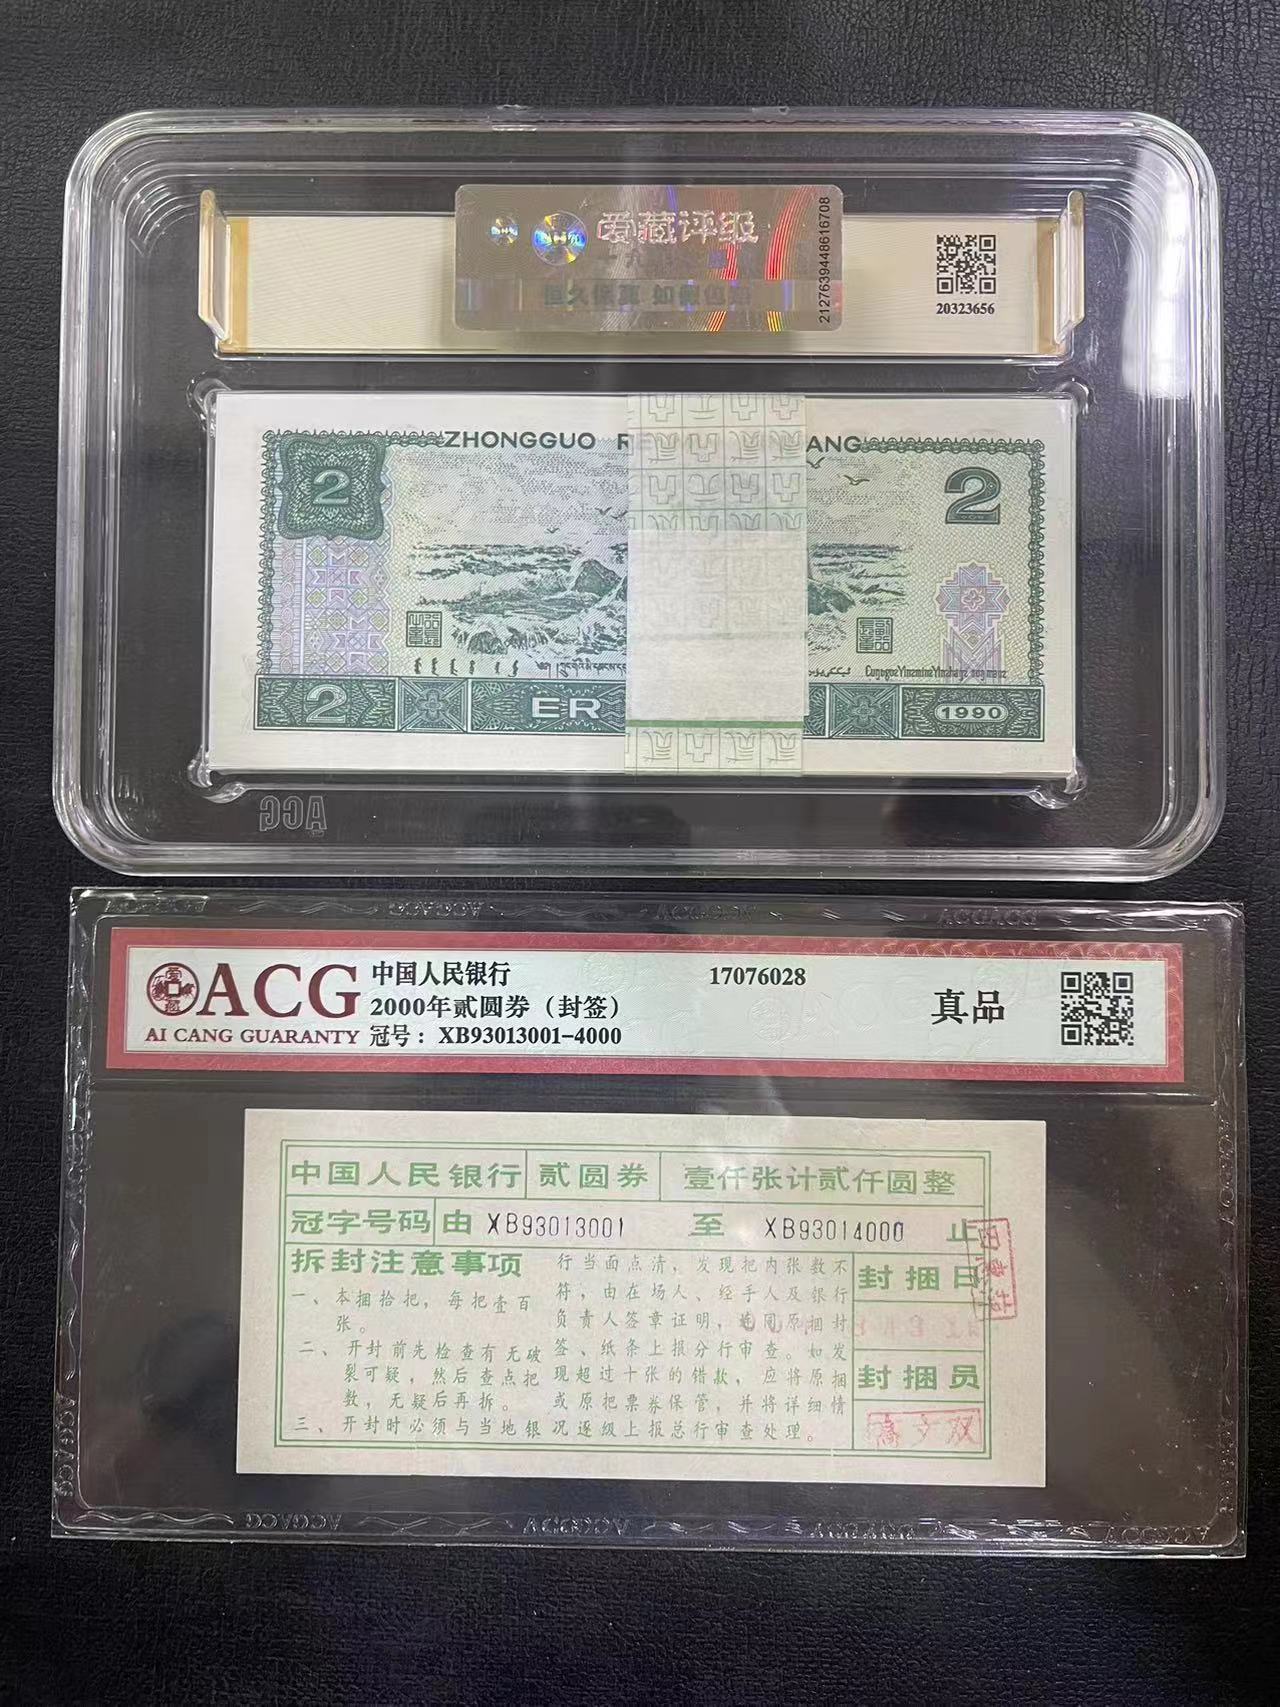 爱藏评级
恒久保真 如假包赔
2127639448616708
20323656
ZHONGGUO R
ANG
2
2
2
ER
1990
ACG
ACG
AI CANG GUARANTY
中国人民银行
2000年贰圆券（封签）
冠号：XB93013001-4000
17076028
真品
中国人民银行 贰圆券 壹仟张计贰仟圆整
冠字号码 由 XB93013001 至 XB93014000 止
拆封注意事项
一、本捆拾把，每把壹百
张。
二、开封前先检查有无破
裂可疑，然后查点把
数，无疑后再拆。
三、开封时必须与当地银
行当面点清，发现把内张数不
符，由在场人、经手人及银行
负责人签章证明，连同原捆封
签、纸条上报分行审查。如发
现超过十张的错款，应将原捆
或原把票券保管，并将详细情
况逐级上报总行审查处理。
封捆日
封捆员
高文双